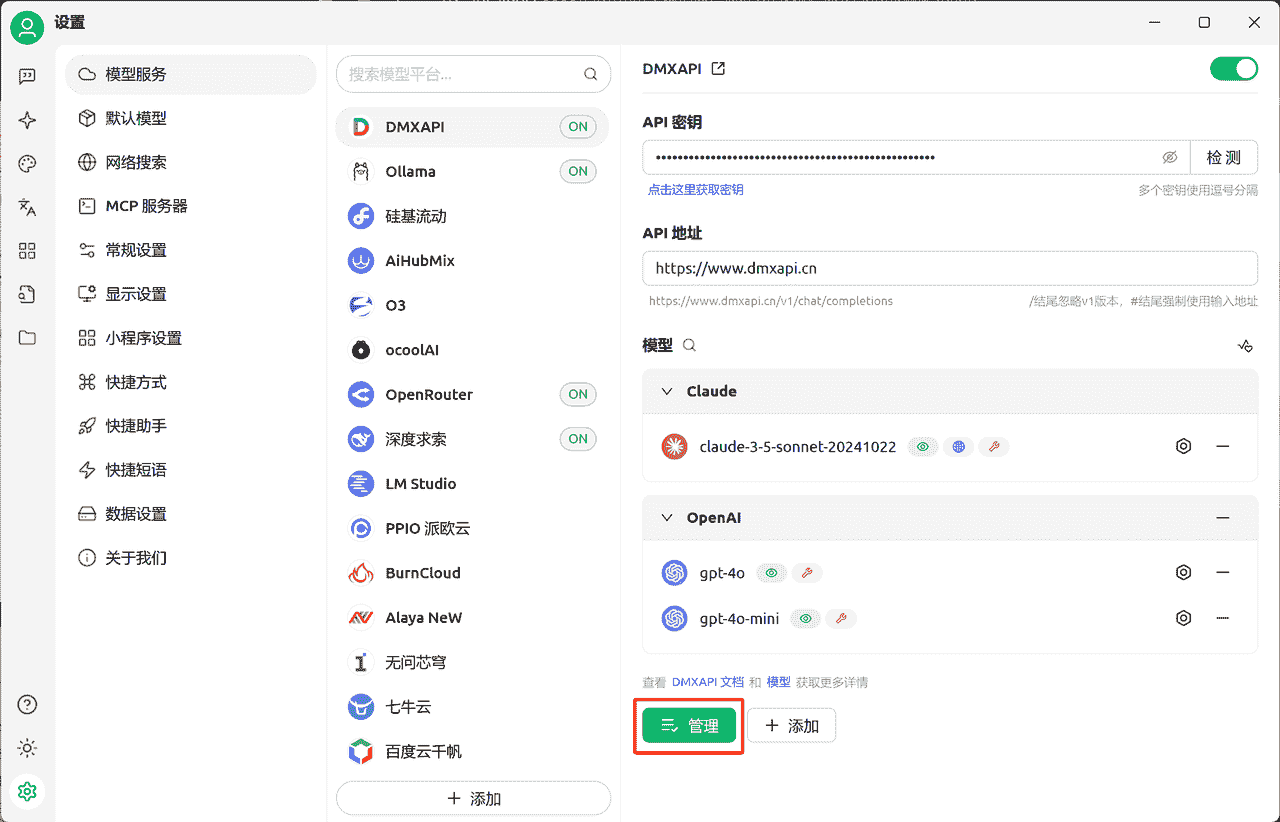 设置
模型服务
默认模型
网络搜索
MCP 服务器
常规设置
显示设置
小程序设置
快捷方式
快捷助手
快捷短语
数据设置
关于我们
搜索模型平台...
DMXAPI ON
Ollama ON
硅基流动
AiHubMix
O3
ocoolAI
OpenRouter ON
深度求索 ON
LM Studio
PPIO 派欧云
BurnCloud
Alaya NeW
无问芯穹
七牛云
百度云千帆
添加
DMXAPI
API 密钥
检测
点击这里获取密钥 多个密钥使用逗号分隔
API 地址
https://www.dmxapi.cn
https://www.dmxapi.cn/v1/chat/completions /结尾忽略v1版本，#结尾强制使用输入地址
模型
Claude
claude-3-5-sonnet-20241022
OpenAI
gpt-4o
gpt-4o-mini
查看 DMXAPI 文档 和 模型 获取更多详情
管理 添加